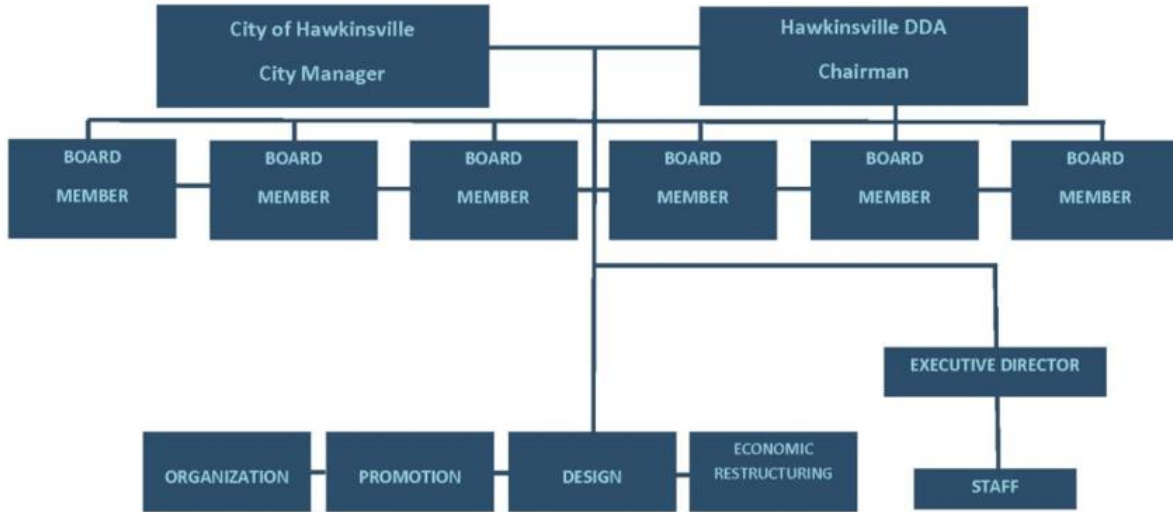 City of Hawkinsville
City Manager
Hawkinsville DDA
Chairman
BOARD
MEMBER
BOARD
MEMBER
BOARD
MEMBER
BOARD
MEMBER
BOARD
MEMBER
BOARD
MEMBER
EXECUTIVE DIRECTOR
ORGANIZATION
PROMOTION
DESIGN
ECONOMIC
RESTRUCTURING
STAFF